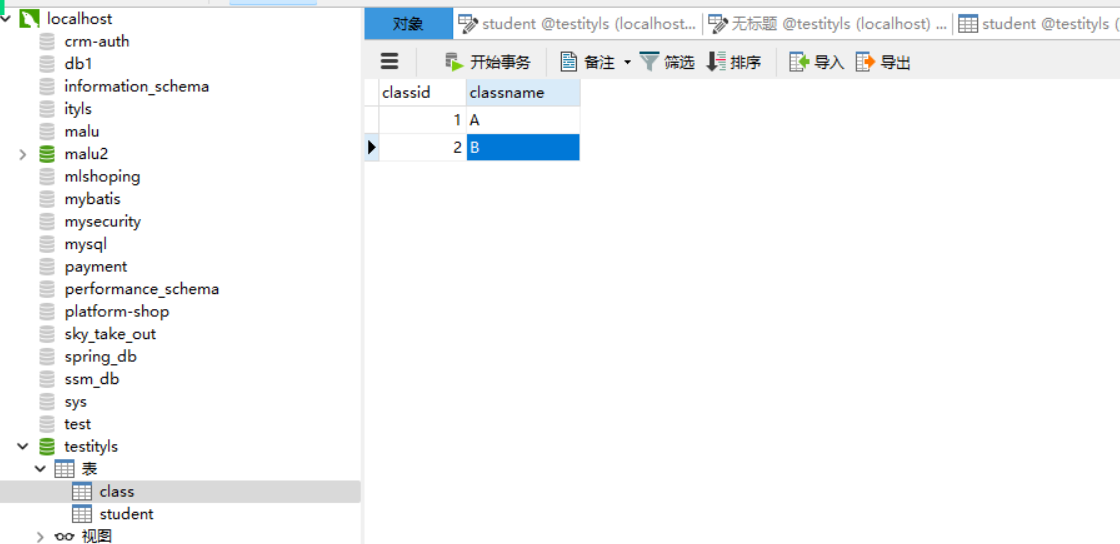 localhost
crm-auth
db1
information_schema
ityls
malu
malu2
mlshoping
mybatis
mysecurity
mysql
payment
performance_schema
platform-shop
sky_take_out
spring_db
ssm_db
sys
test
testityls
表
class
student
视图
对象 student @testityls (localhost... 无标题 @testityls (localhost) ... student @testityls (
开始事务 备注 筛选 排序 导入 导出
classid classname
1 A
2 B